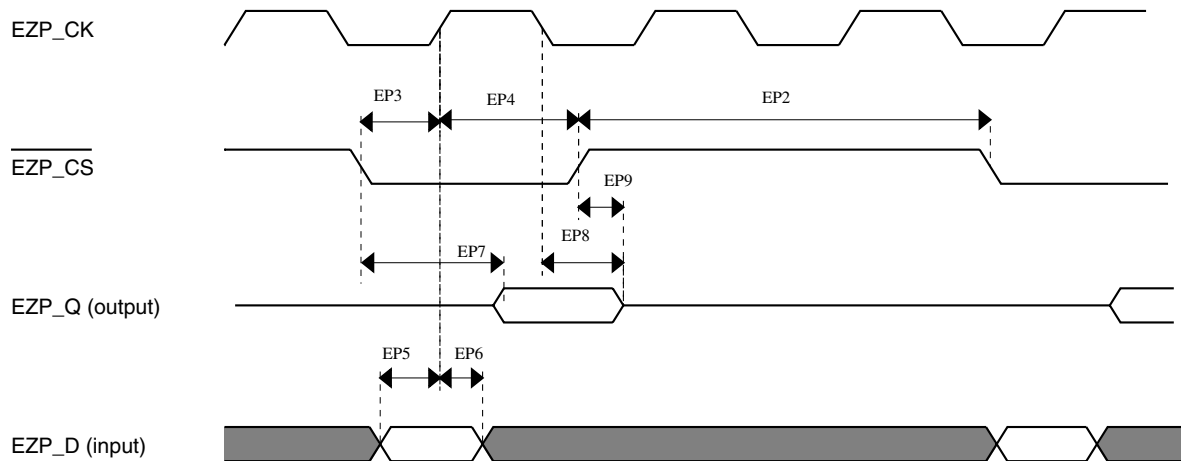 EZP_CK
EP3
EP4
EP2
EZP_CS
EP9
EP8
EP7
EZP_Q (output)
EP5
EP6
EZP_D (input)